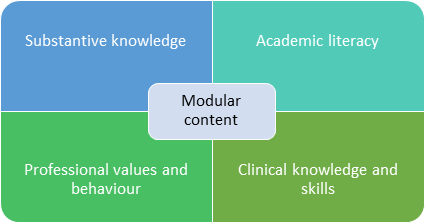 Substantive knowledge
Academic literacy
Modular
content
Professional values and
behaviour
Clinical knowledge and
skills